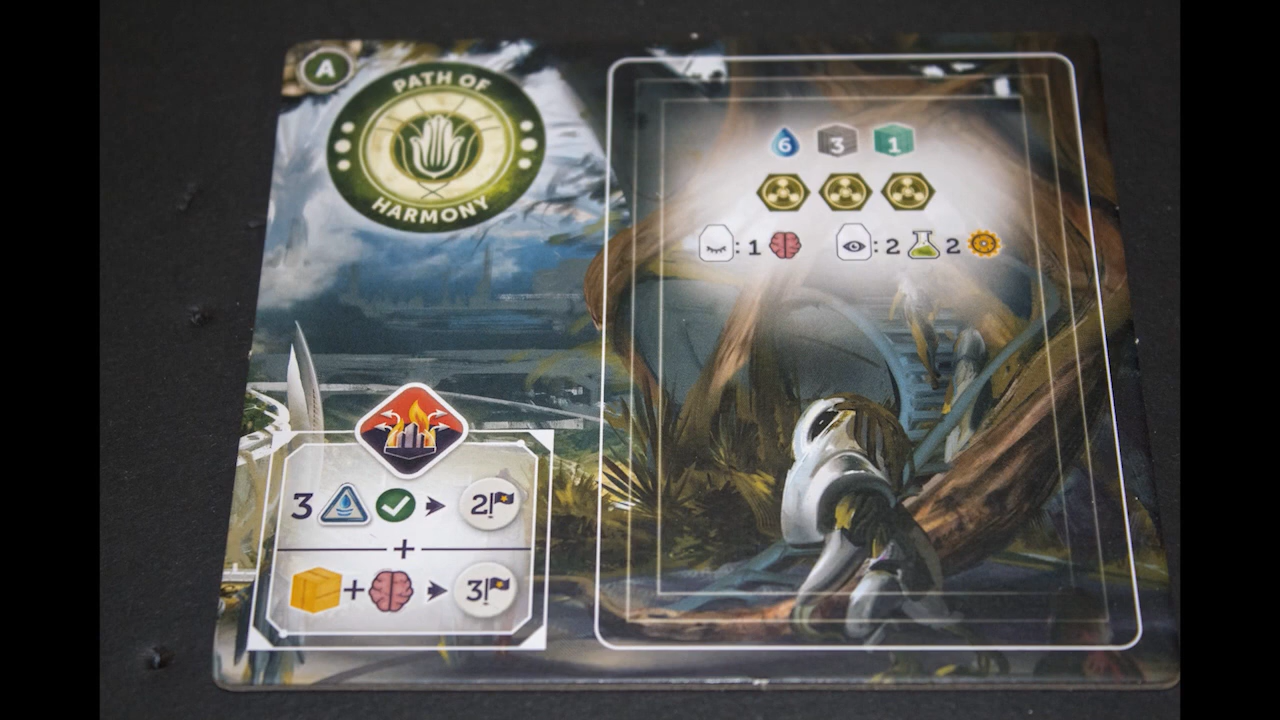 A
PATH OF
HARMONY
6 3 1
: 1 : 2 2
3 2
+
+ 3